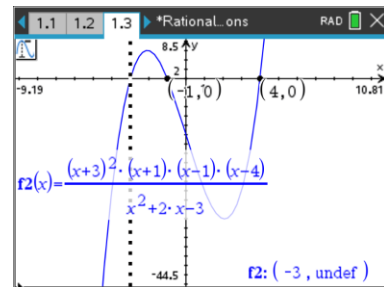 1.1 1.2 1.3 *Rational...ons RAD
8.5 y
2
x
-9.19 (-1,0) (4,0) 10.81
f2(x)=(x+3)²·(x+1)·(x-1)·(x-4)
x²+2·x-3
-44.5 f2: (-3, undef)